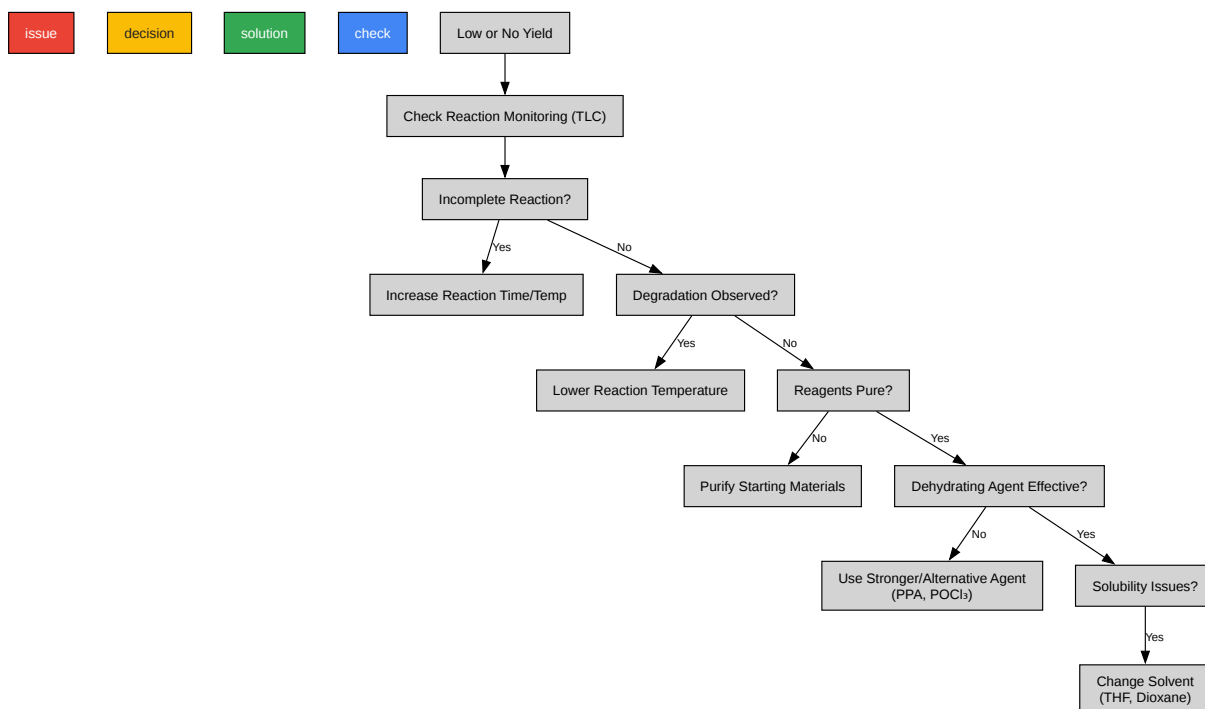 issue
decision
solution
check
Low or No Yield
Check Reaction Monitoring (TLC)
Incomplete Reaction?
Yes
No
Increase Reaction Time/Temp
Degradation Observed?
Yes
No
Lower Reaction Temperature
Reagents Pure?
No
Yes
Purify Starting Materials
Dehydrating Agent Effective?
No
Yes
Use Stronger/Alternative Agent
(PPA, POCl₃)
Solubility Issues?
Yes
Change Solvent
(THF, Dioxane)